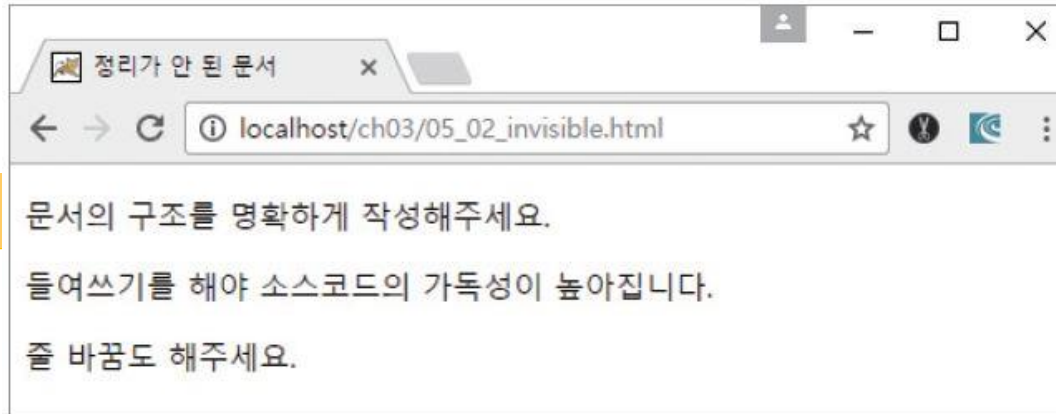 정리가 안 된 문서
localhost/ch03/05_02_invisible.html
문서의 구조를 명확하게 작성해주세요.
들여쓰기를 해야 소스코드의 가독성이 높아집니다.
줄 바꿈도 해주세요.